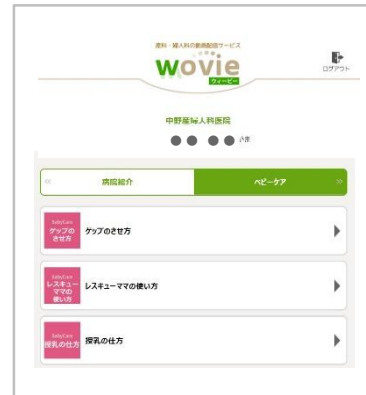 産科・婦人科の動画配信サービス
wovie
ウィービー
ログアウト
中野産婦人科医院
● ● ● ● さま
« 病院紹介
ベビーケア »
BabyCare
ゲップの
させ方
ゲップのさせ方
BabyCare
レスキュー
ママの
使い方
レスキューママの使い方
BabyCare
授乳の仕方
授乳の仕方